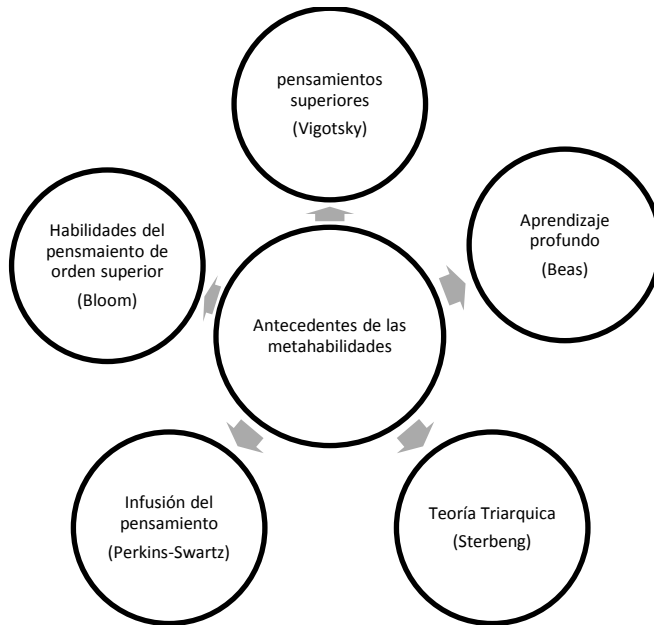 pensamientos
superiores
(Vigotsky)
Aprendizaje
profundo
(Beas)
Habilidades del
pensmaiento de
orden superior
(Bloom)
Antecedentes de las
metahabilidades
Infusión del
pensamiento
(Perkins-Swartz)
Teoría Triarquica
(Sterbeng)